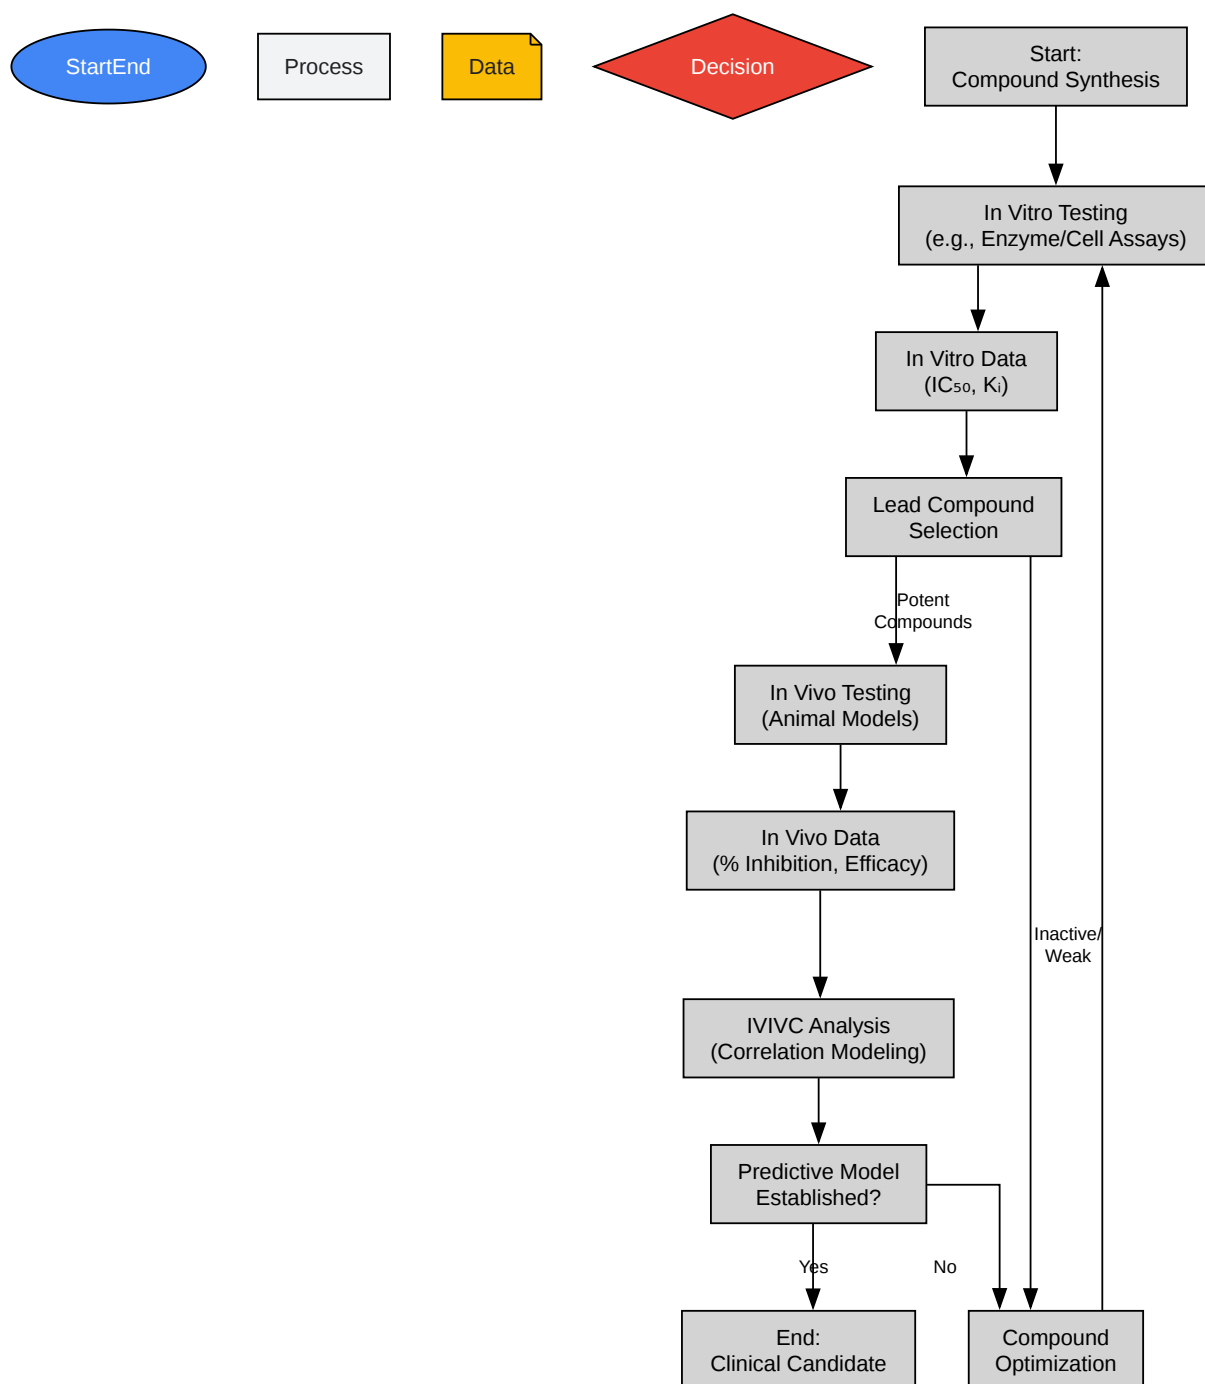 StartEnd
Process
Data
Decision
Start:
Compound Synthesis
In Vitro Testing
(e.g., Enzyme/Cell Assays)
In Vitro Data
(IC₅₀, Kᵢ)
Lead Compound
Selection
Potent
Compounds
In Vivo Testing
(Animal Models)
In Vivo Data
(% Inhibition, Efficacy)
Inactive/
Weak
IVIVC Analysis
(Correlation Modeling)
Predictive Model
Established?
Yes
No
End:
Clinical Candidate
Compound
Optimization